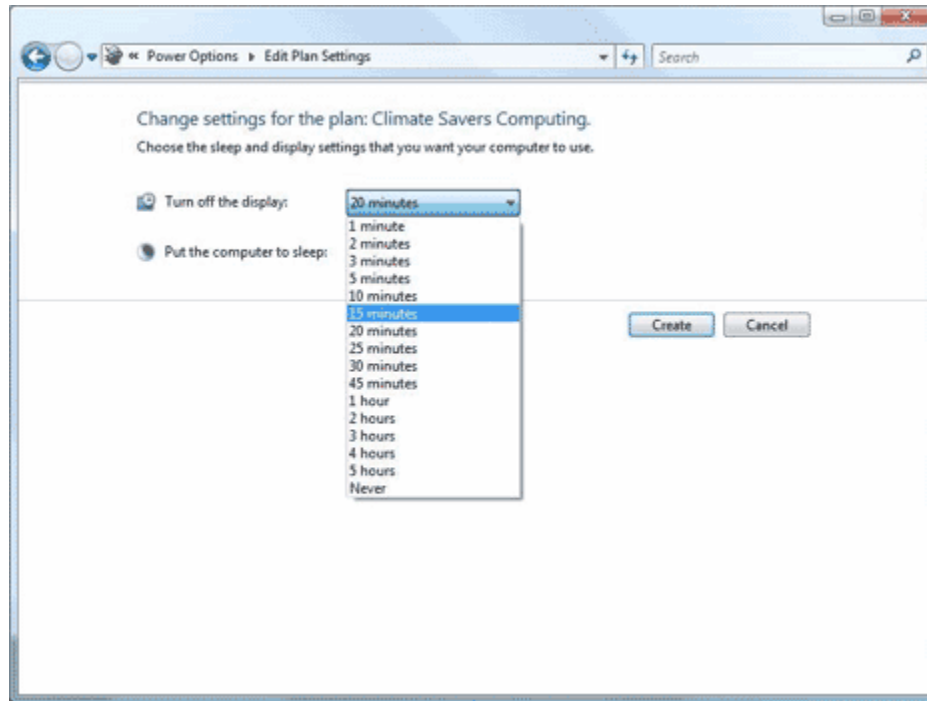 « Power Options ▸ Edit Plan Settings
Search
Change settings for the plan: Climate Savers Computing.
Choose the sleep and display settings that you want your computer to use.
Turn off the display: 20 minutes
1 minute
2 minutes
Put the computer to sleep:
3 minutes
5 minutes
10 minutes
15 minutes
20 minutes
25 minutes
30 minutes
45 minutes
1 hour
2 hours
3 hours
4 hours
5 hours
Never
Create Cancel